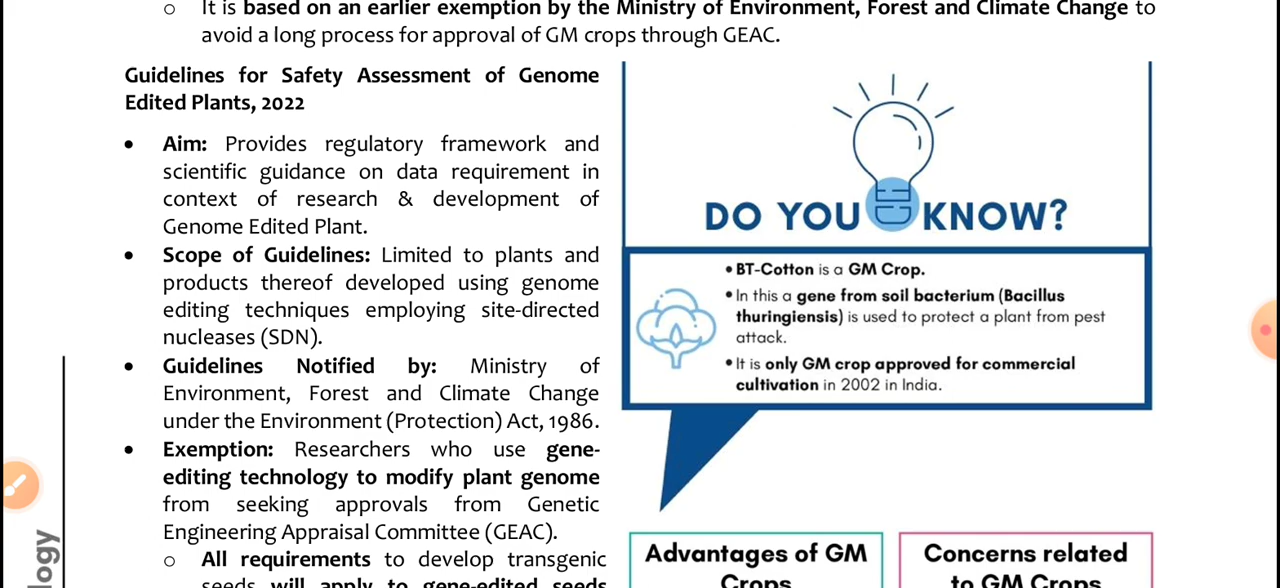 o It is based on an earlier exemption by the Ministry of Environment, Forest and Climate Change to
avoid a long process for approval of GM crops through GEAC.
Guidelines for Safety Assessment of Genome
Edited Plants, 2022
• Aim: Provides regulatory framework and
scientific guidance on data requirement in
context of research & development of
Genome Edited Plant.
• Scope of Guidelines: Limited to plants and
products thereof developed using genome
editing techniques employing site-directed
nucleases (SDN).
• Guidelines Notified by: Ministry of
Environment, Forest and Climate Change
under the Environment (Protection) Act, 1986.
• Exemption: Researchers who use gene-
editing technology to modify plant genome
from seeking approvals from Genetic
Engineering Appraisal Committee (GEAC).
o All requirements to develop transgenic
seeds will apply to gene-edited seeds
DO YOU KNOW?
• BT-Cotton is a GM Crop.
• In this a gene from soil bacterium (Bacillus
thuringiensis) is used to protect a plant from pest
attack.
• It is only GM crop approved for commercial
cultivation in 2002 in India.
Advantages of GM
Crops
Concerns related
to GM Crops
logy